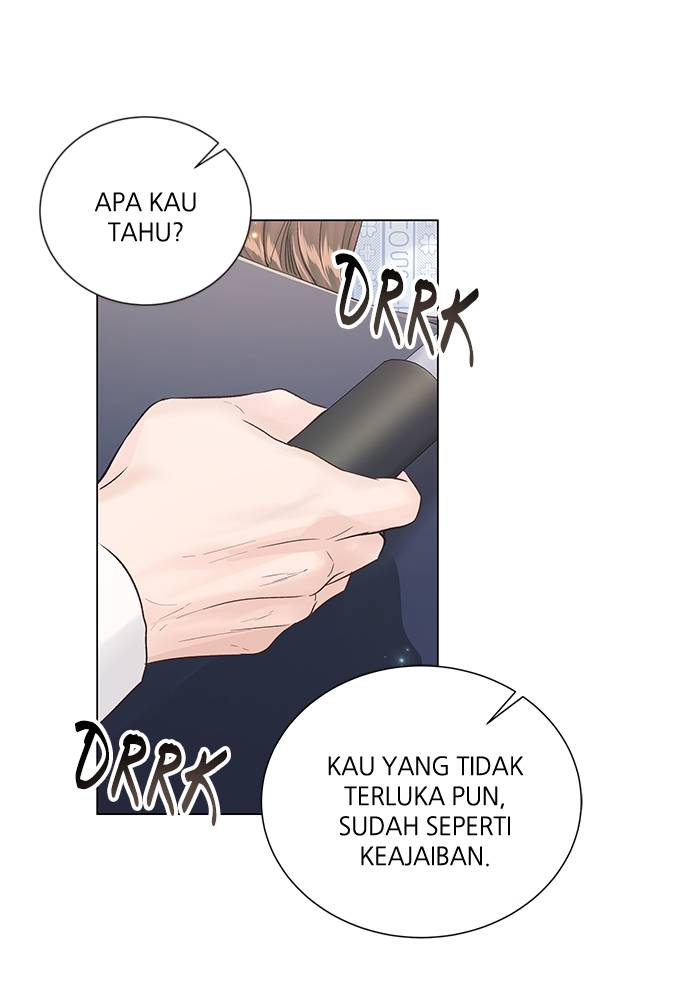 APA KAU
TAHU?
DRRK
DRRK
KAU YANG TIDAK
TERLUKA PUN,
SUDAH SEPERTI
KEAJAIBAN.